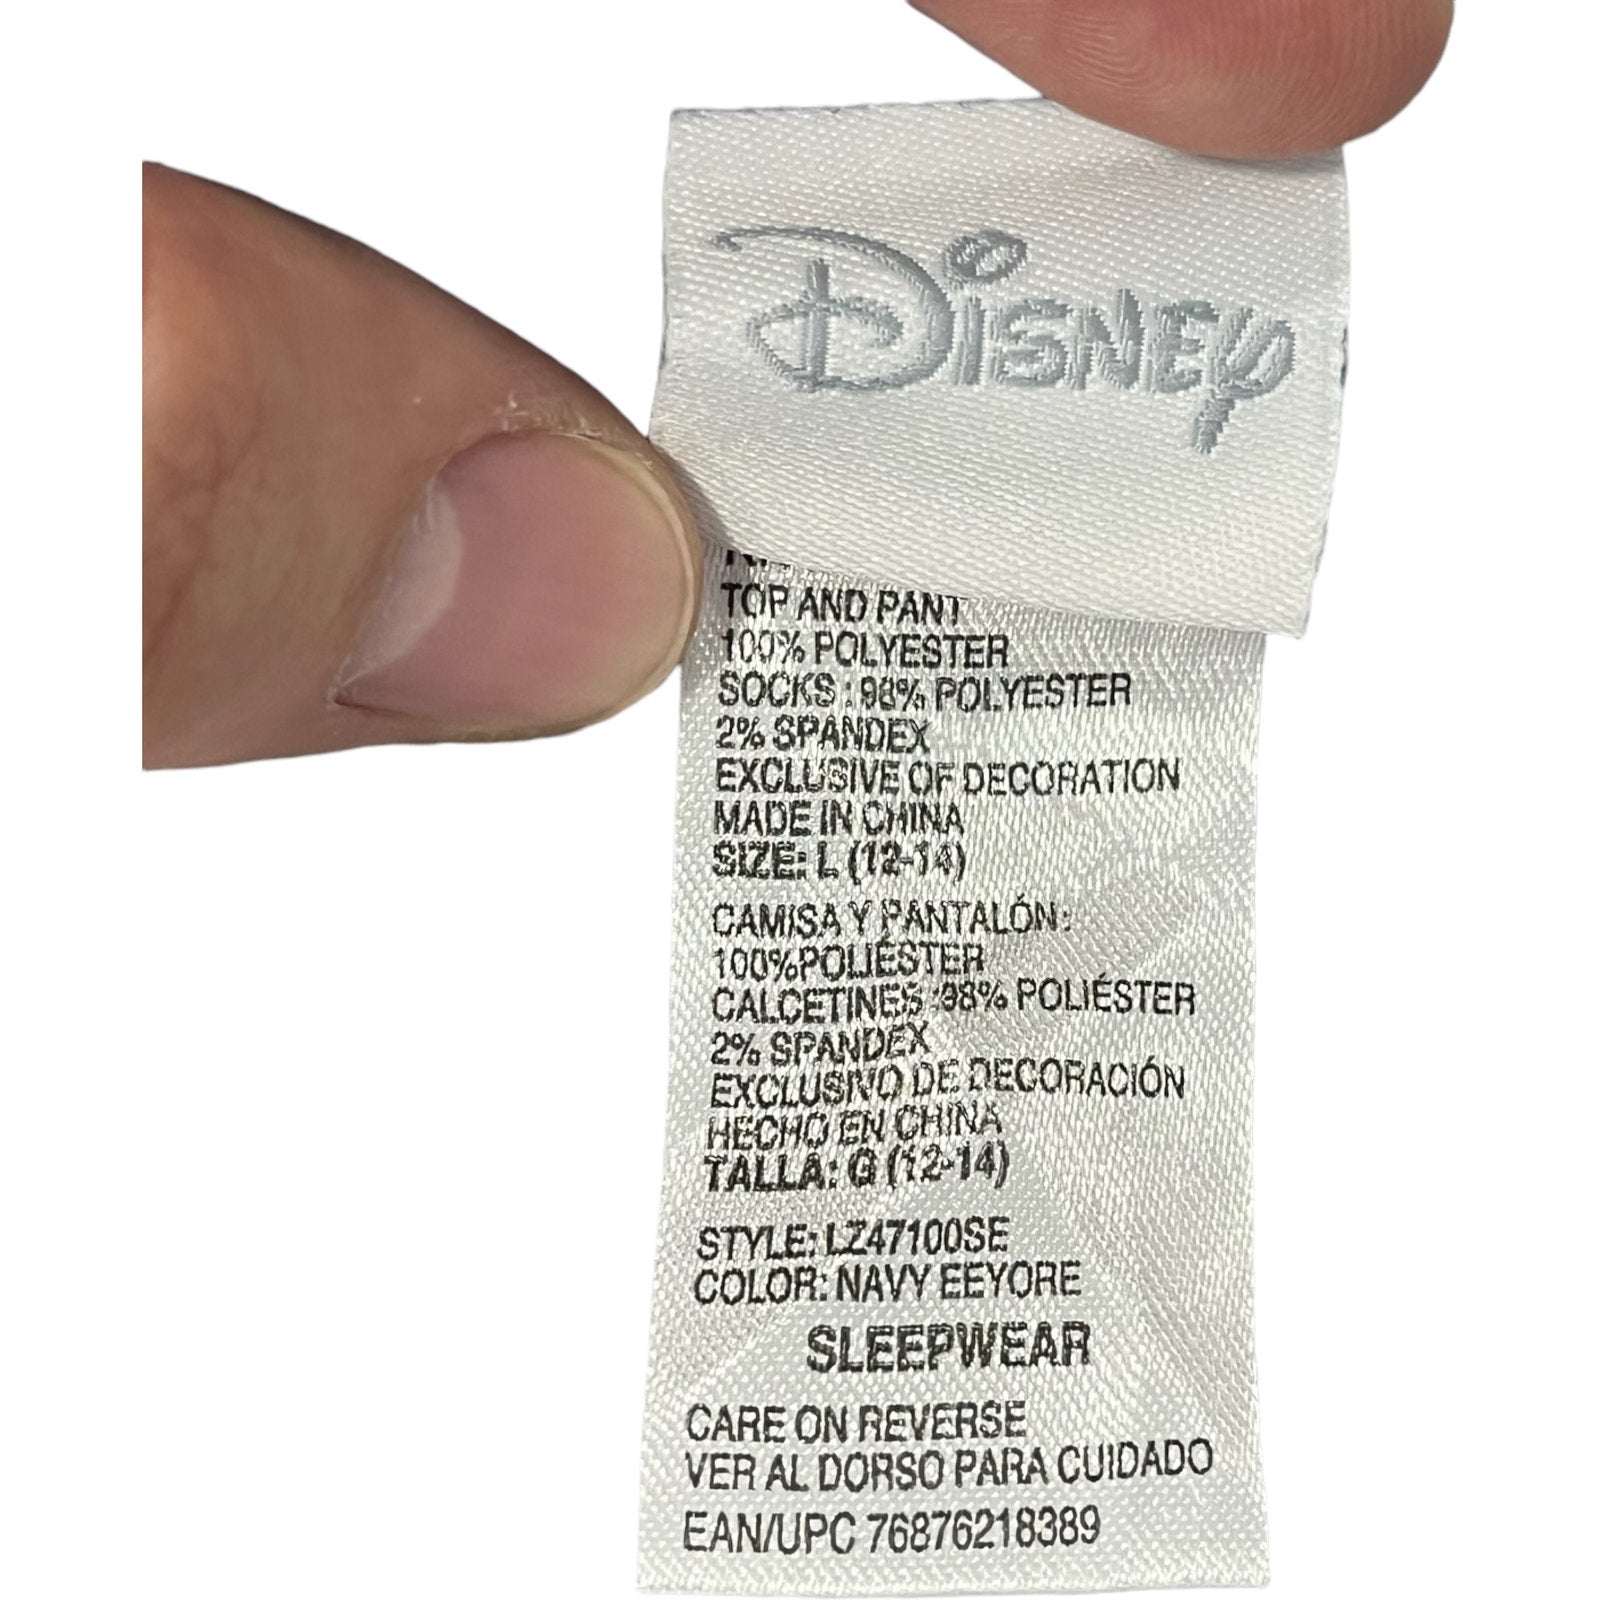 Disney
TOP AND PANT
100% POLYESTER
SOCKS : 98% POLYESTER
2% SPANDEX
EXCLUSIVE OF DECORATION
MADE IN CHINA
SIZE: L (12-14)
CAMISA Y PANTALÓN:
100%POLIÉSTER
CALCETINES :98% POLIÉSTER
2% SPANDEX
EXCLUSIVO DE DECORACIÓN
HECHO EN CHINA
TALLA: G (12-14)
STYLE: LZ47100SE
COLOR: NAVY EEYORE
SLEEPWEAR
CARE ON REVERSE
VER AL DORSO PARA CUIDADO
EAN/UPC 76876218389